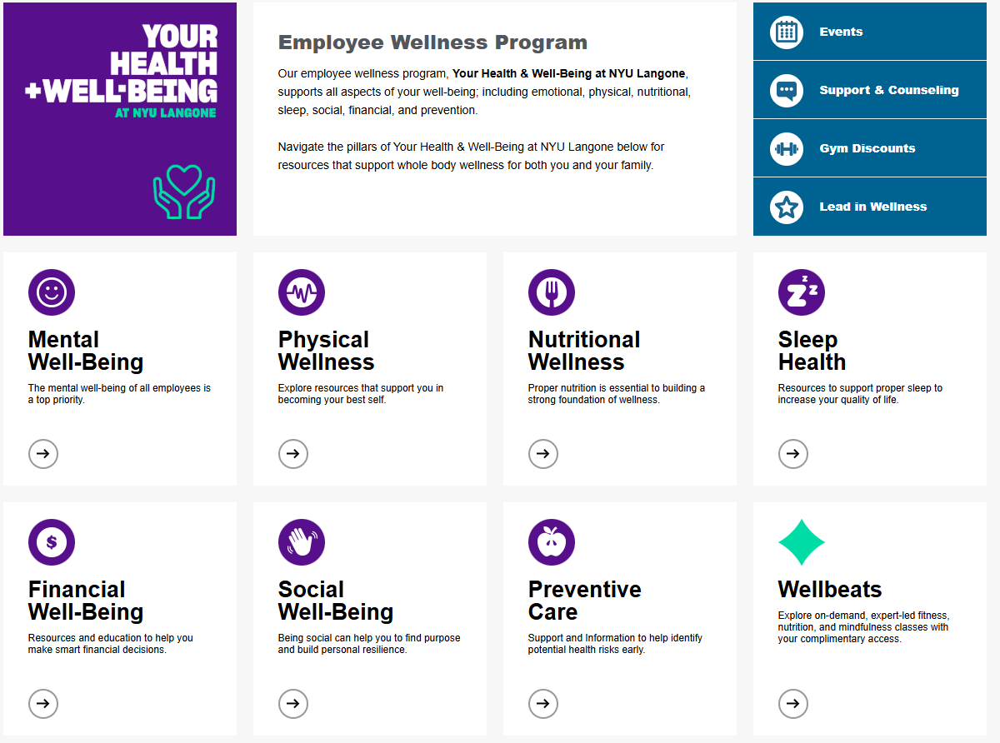 YOUR
HEALTH
+WELL-BEING
AT NYU LANGONE
Employee Wellness Program
Our employee wellness program, Your Health & Well-Being at NYU Langone,
supports all aspects of your well-being; including emotional, physical, nutritional,
sleep, social, financial, and prevention.
Navigate the pillars of Your Health & Well-Being at NYU Langone below for
resources that support whole body wellness for both you and your family.
Events
Support & Counseling
Gym Discounts
Lead in Wellness
Mental
Well-Being
The mental well-being of all employees is
a top priority.
Physical
Wellness
Explore resources that support you in
becoming your best self.
Nutritional
Wellness
Proper nutrition is essential to building a
strong foundation of wellness.
z
z
z
Sleep
Health
Resources to support proper sleep to
increase your quality of life.
$
Financial
Well-Being
Resources and education to help you
make smart financial decisions.
Social
Well-Being
Being social can help you to find purpose
and build personal resilience.
Preventive
Care
Support and Information to help identify
potential health risks early.
Wellbeats
Explore on-demand, expert-led fitness,
nutrition, and mindfulness classes with
your complimentary access.